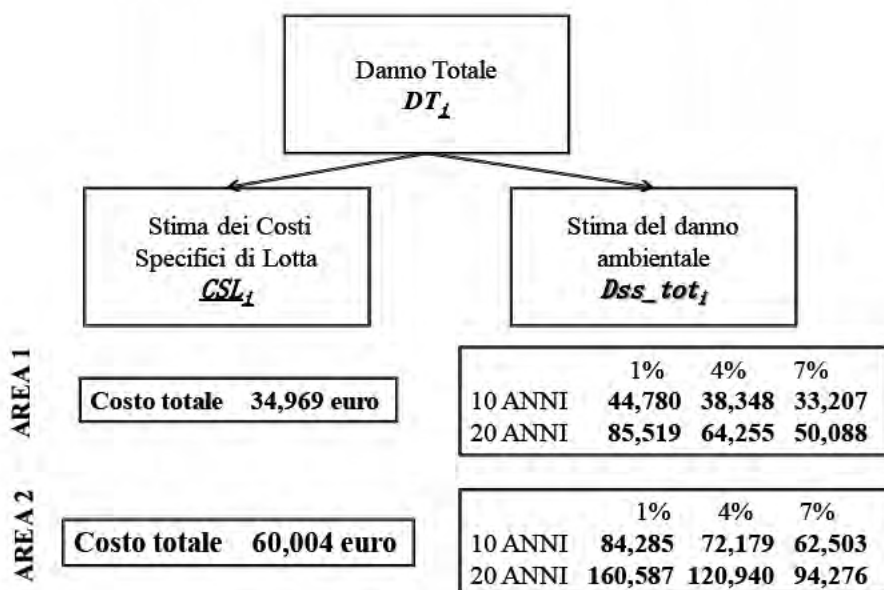 Danno Totale
DT_i
Stima dei Costi
Specifici di Lotta
CSL_i
Stima del danno
ambientale
Dss_tot_i
AREA 1
Costo totale 34,969 euro
1% 4% 7%
10 ANNI 44,780 38,348 33,207
20 ANNI 85,519 64,255 50,088
AREA 2
Costo totale 60,004 euro
1% 4% 7%
10 ANNI 84,285 72,179 62,503
20 ANNI 160,587 120,940 94,276